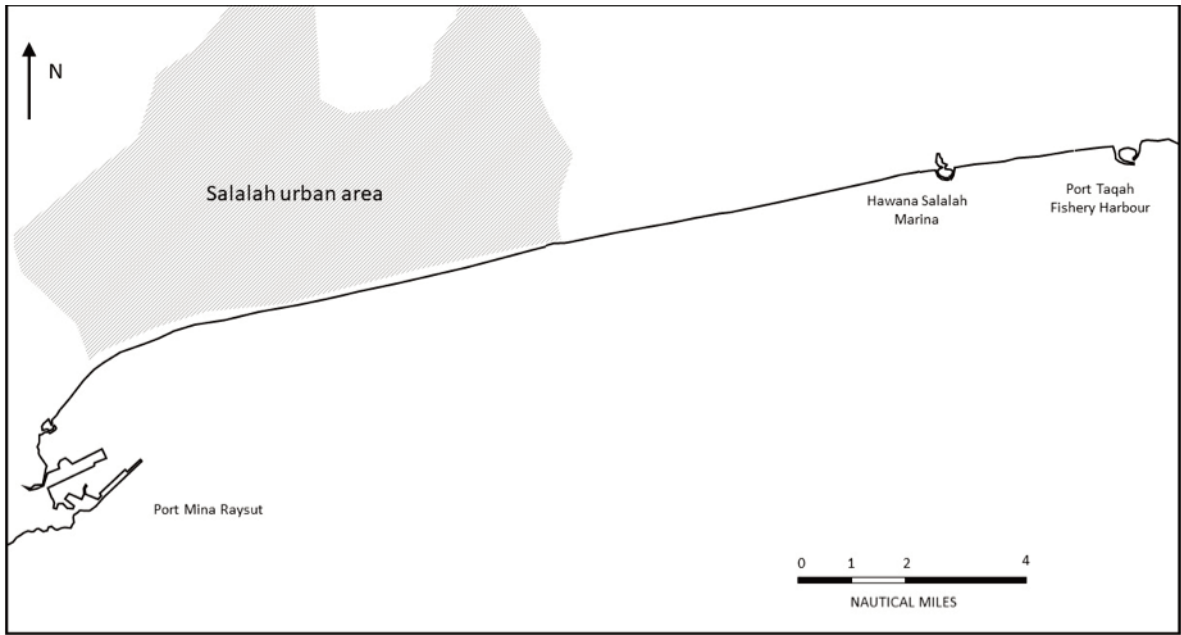 N
Salalah urban area
Hawana Salalah
Marina
Port Taqah
Fishery Harbour
Port Mina Raysut
0 1 2 4
NAUTICAL MILES